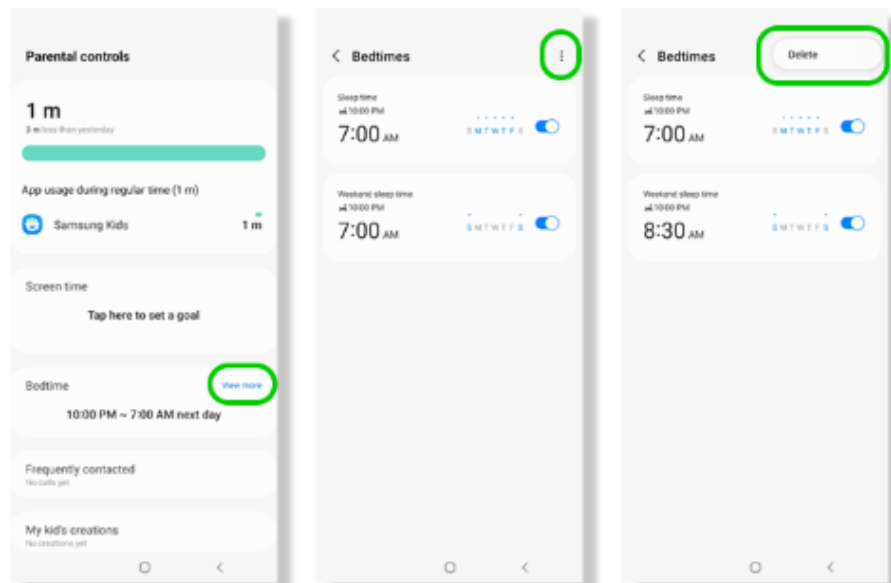 Parental controls
1 m
3 m less than yesterday
App usage during regular time (1 m)
Samsung Kids 1 m
Screen time
Tap here to set a goal
Bedtime View more
10:00 PM ~ 7:00 AM next day
Frequently contacted
No calls yet
My kid's creations
No creations yet
Bedtimes
Sleep time
10:00 PM
7:00 AM S M T W T F S
Weekend sleep time
10:00 PM
7:00 AM S M T W T F S
Bedtimes Delete
Sleep time
10:00 PM
7:00 AM S M T W T F S
Weekend sleep time
10:00 PM
8:30 AM S M T W T F S